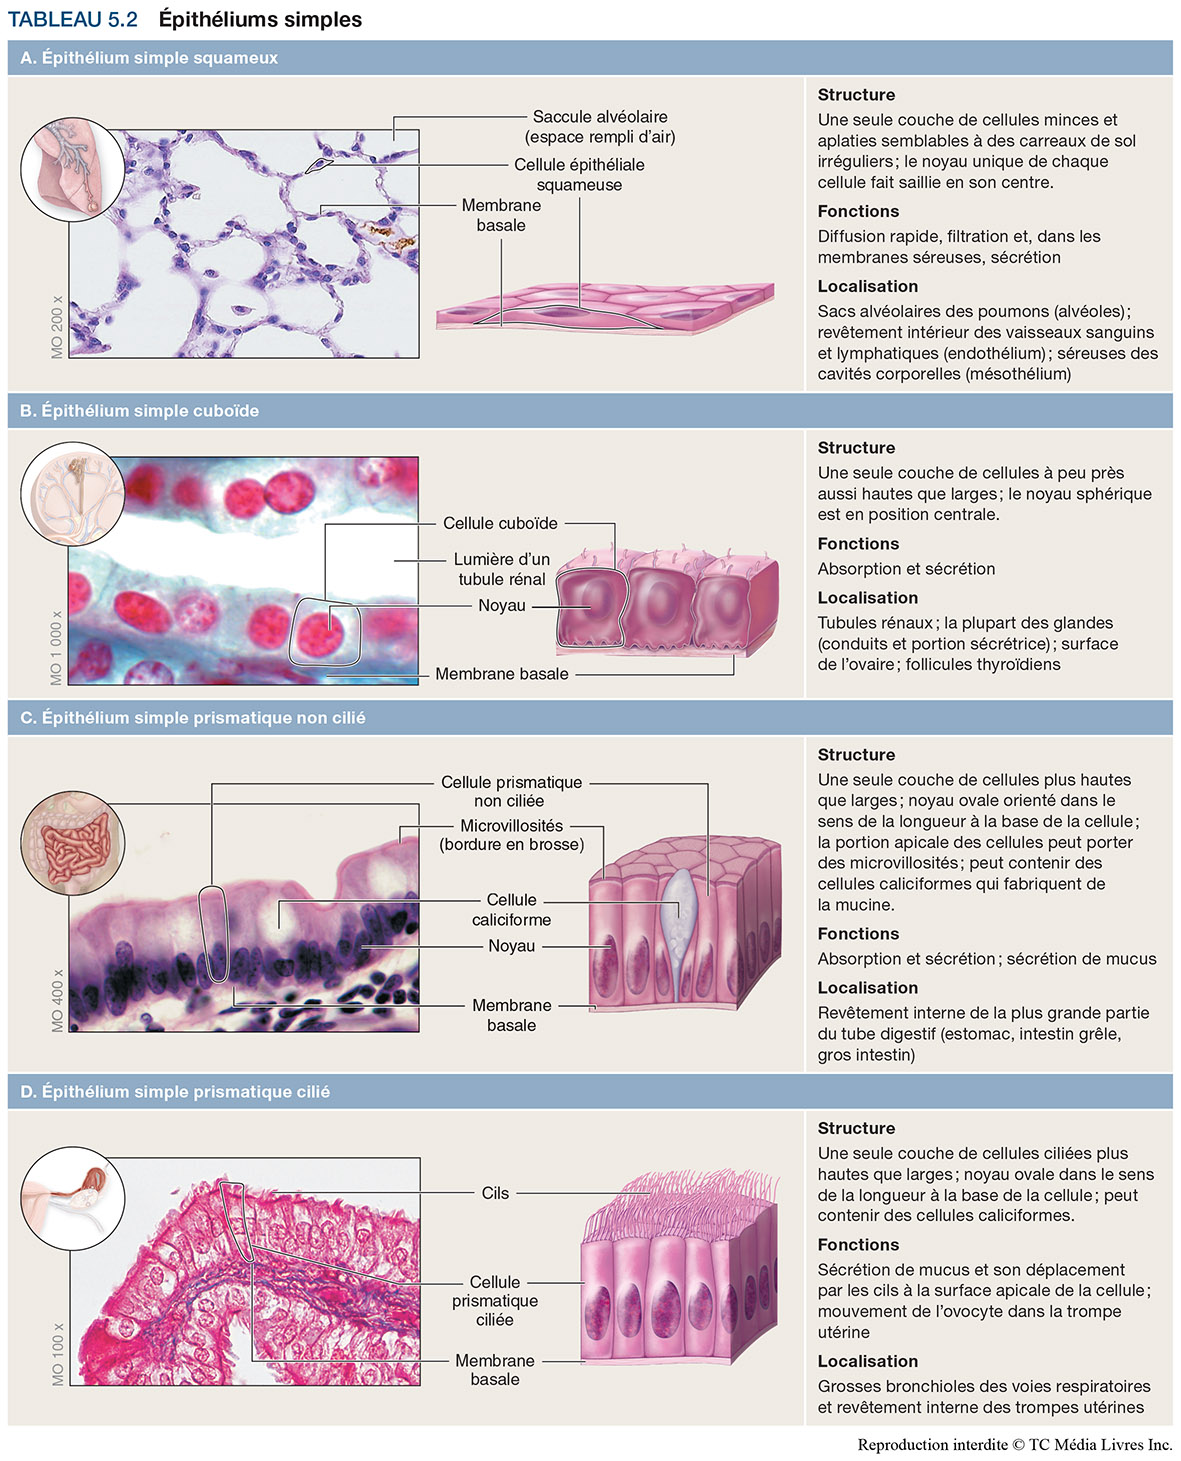 TABLEAU 5.2 Épithéliums simples
A. Épithélium simple squameux
MO 200 x
Saccule alvéolaire
(espace rempli d'air)
Cellule épithéliale
squameuse
Membrane
basale
Structure
Une seule couche de cellules minces et
aplaties semblables à des carreaux de sol
irréguliers ; le noyau unique de chaque
cellule fait saillie en son centre.
Fonctions
Diffusion rapide, filtration et, dans les
membranes séreuses, sécrétion
Localisation
Sacs alvéolaires des poumons (alvéoles) ;
revêtement intérieur des vaisseaux sanguins
et lymphatiques (endothélium) ; séreuses des
cavités corporelles (mésothélium)
B. Épithélium simple cuboïde
MO 1 000 x
Cellule cuboïde
Lumière d'un
tubule rénal
Noyau
Membrane basale
Structure
Une seule couche de cellules à peu près
aussi hautes que larges ; le noyau sphérique
est en position centrale.
Fonctions
Absorption et sécrétion
Localisation
Tubules rénaux ; la plupart des glandes
(conduits et portion sécrétrice) ; surface
de l'ovaire ; follicules thyroïdiens
C. Épithélium simple prismatique non cilié
MO 400 x
Cellule prismatique
non ciliée
Microvillosités
(bordure en brosse)
Cellule
caliciforme
Noyau
Membrane
basale
Structure
Une seule couche de cellules plus hautes
que larges ; noyau ovale orienté dans le
sens de la longueur à la base de la cellule ;
la portion apicale des cellules peut porter
des microvillosités ; peut contenir des
cellules caliciformes qui fabriquent de
la mucine.
Fonctions
Absorption et sécrétion ; sécrétion de mucus
Localisation
Revêtement interne de la plus grande partie
du tube digestif (estomac, intestin grêle,
gros intestin)
D. Épithélium simple prismatique cilié
MO 100 x
Cils
Cellule
prismatique
ciliée
Membrane
basale
Structure
Une seule couche de cellules ciliées plus
hautes que larges ; noyau ovale dans le sens
de la longueur à la base de la cellule ; peut
contenir des cellules caliciformes.
Fonctions
Sécrétion de mucus et son déplacement
par les cils à la surface apicale de la cellule ;
mouvement de l'ovocyte dans la trompe
utérine
Localisation
Grosses bronchioles des voies respiratoires
et revêtement interne des trompes utérines
Reproduction interdite © TC Média Livres Inc.